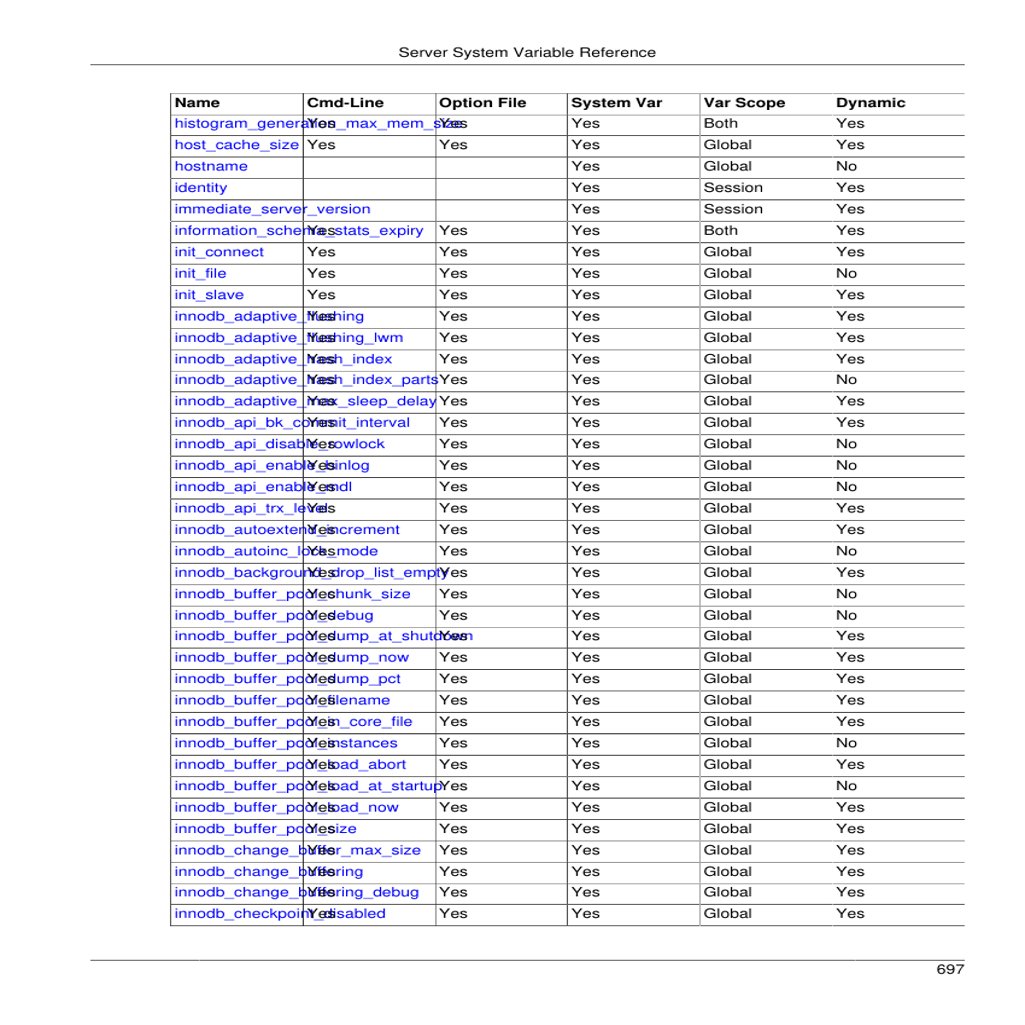 Server System Variable Reference
Name Cmd-Line Option File System Var Var Scope Dynamic
histogram_generation_max_mem_size Yes Yes Yes Both Yes
host_cache_size Yes Yes Yes Global Yes
hostname Yes Global No
identity Yes Session Yes
immediate_server_version Yes Session Yes
information_schema_stats_expiry Yes Yes Yes Both Yes
init_connect Yes Yes Yes Global Yes
init_file Yes Yes Yes Global No
init_slave Yes Yes Yes Global Yes
innodb_adaptive_flushing Yes Yes Yes Global Yes
innodb_adaptive_flushing_lwm Yes Yes Yes Global Yes
innodb_adaptive_hash_index Yes Yes Yes Global Yes
innodb_adaptive_hash_index_parts Yes Yes Yes Global No
innodb_adaptive_max_sleep_delay Yes Yes Yes Global Yes
innodb_api_bk_commit_interval Yes Yes Yes Global Yes
innodb_api_disable_rowlock Yes Yes Yes Global No
innodb_api_enable_binlog Yes Yes Yes Global No
innodb_api_enable_mdl Yes Yes Yes Global No
innodb_api_trx_level Yes Yes Yes Global Yes
innodb_autoextend_increment Yes Yes Yes Global Yes
innodb_autoinc_lock_mode Yes Yes Yes Global No
innodb_background_drop_list_empty Yes Yes Yes Global Yes
innodb_buffer_pool_chunk_size Yes Yes Yes Global No
innodb_buffer_pool_debug Yes Yes Yes Global No
innodb_buffer_pool_dump_at_shutdown Yes Yes Yes Global Yes
innodb_buffer_pool_dump_now Yes Yes Yes Global Yes
innodb_buffer_pool_dump_pct Yes Yes Yes Global Yes
innodb_buffer_pool_filename Yes Yes Yes Global Yes
innodb_buffer_pool_in_core_file Yes Yes Yes Global Yes
innodb_buffer_pool_instances Yes Yes Yes Global No
innodb_buffer_pool_load_abort Yes Yes Yes Global Yes
innodb_buffer_pool_load_at_startup Yes Yes Yes Global No
innodb_buffer_pool_load_now Yes Yes Yes Global Yes
innodb_buffer_pool_size Yes Yes Yes Global Yes
innodb_change_buffer_max_size Yes Yes Yes Global Yes
innodb_change_buffering Yes Yes Yes Global Yes
innodb_change_buffering_debug Yes Yes Yes Global Yes
innodb_checkpoint_disabled Yes Yes Yes Global Yes
697